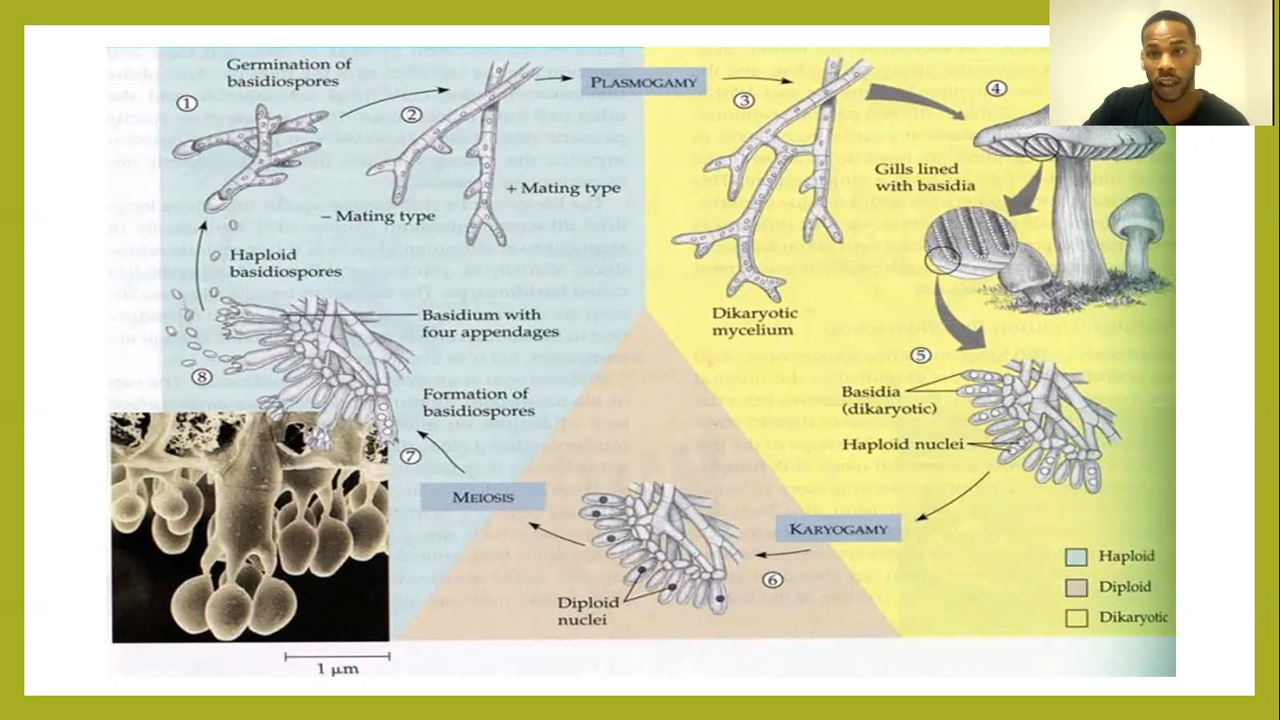 Germination of
basidiospores
1
2
PLASMOGAMY
3
4
+ Mating type
– Mating type
Gills lined
with basidia
Haploid
basidiospores
Basidium with
four appendages
Dikaryotic
mycelium
5
8
Formation of
basidiospores
Basidia
(dikaryotic)
Haploid nuclei
7
MEIOSIS
KARYOGAMY
6
Diploid
nuclei
Haploid
Diploid
Dikaryotic
1 µm